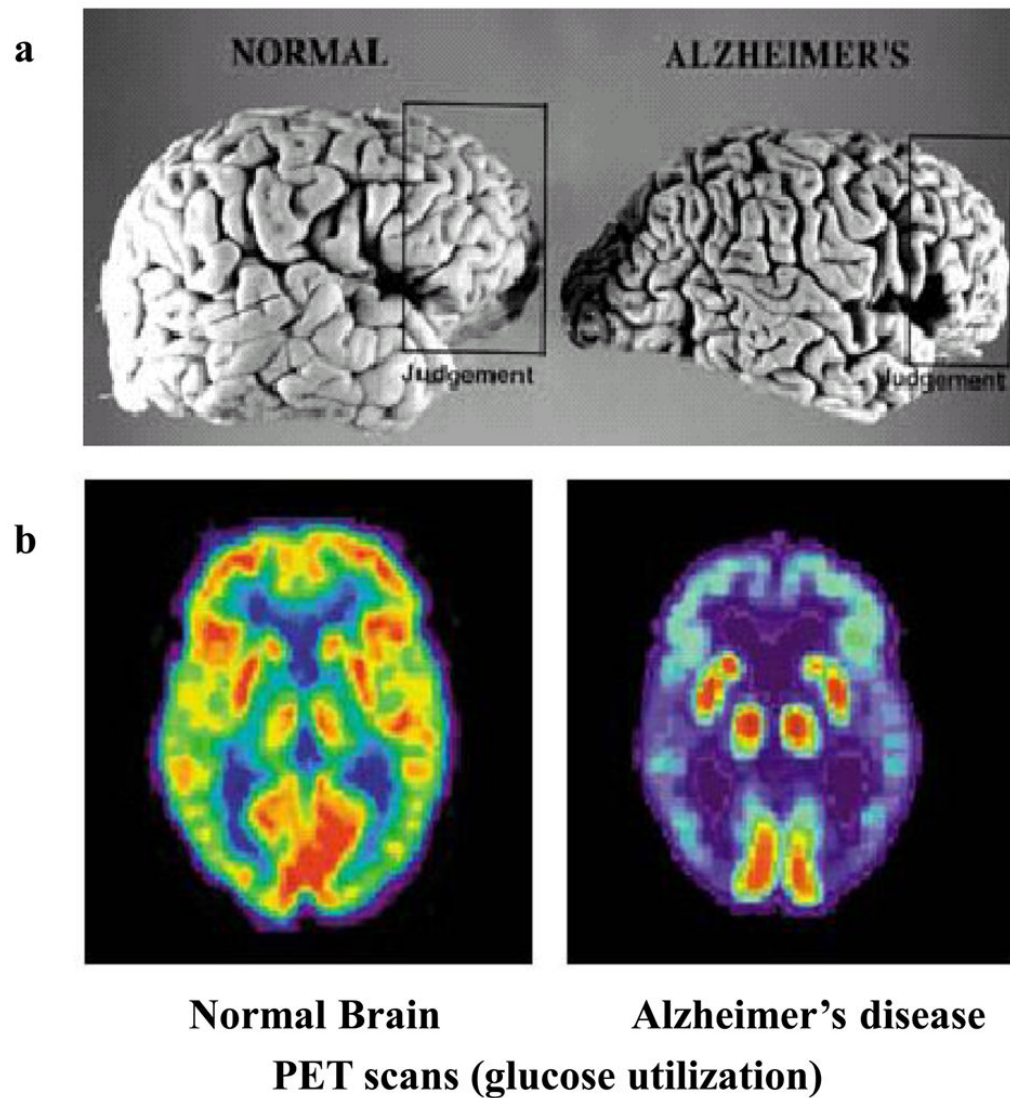 a
NORMAL
ALZHEIMER'S
Judgement
Judgement
b
Normal Brain
Alzheimer’s disease
PET scans (glucose utilization)